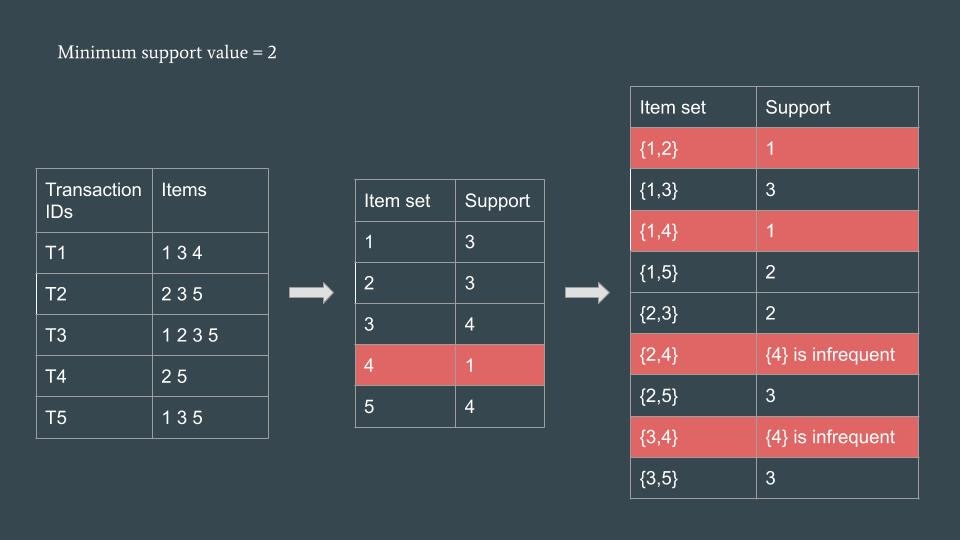 Minimum support value = 2
Transaction IDs Items
T1 1 3 4
T2 2 3 5
T3 1 2 3 5
T4 2 5
T5 1 3 5
Item set Support
1 3
2 3
3 4
4 1
5 4
Item set Support
{1,2} 1
{1,3} 3
{1,4} 1
{1,5} 2
{2,3} 2
{2,4} {4} is infrequent
{2,5} 3
{3,4} {4} is infrequent
{3,5} 3